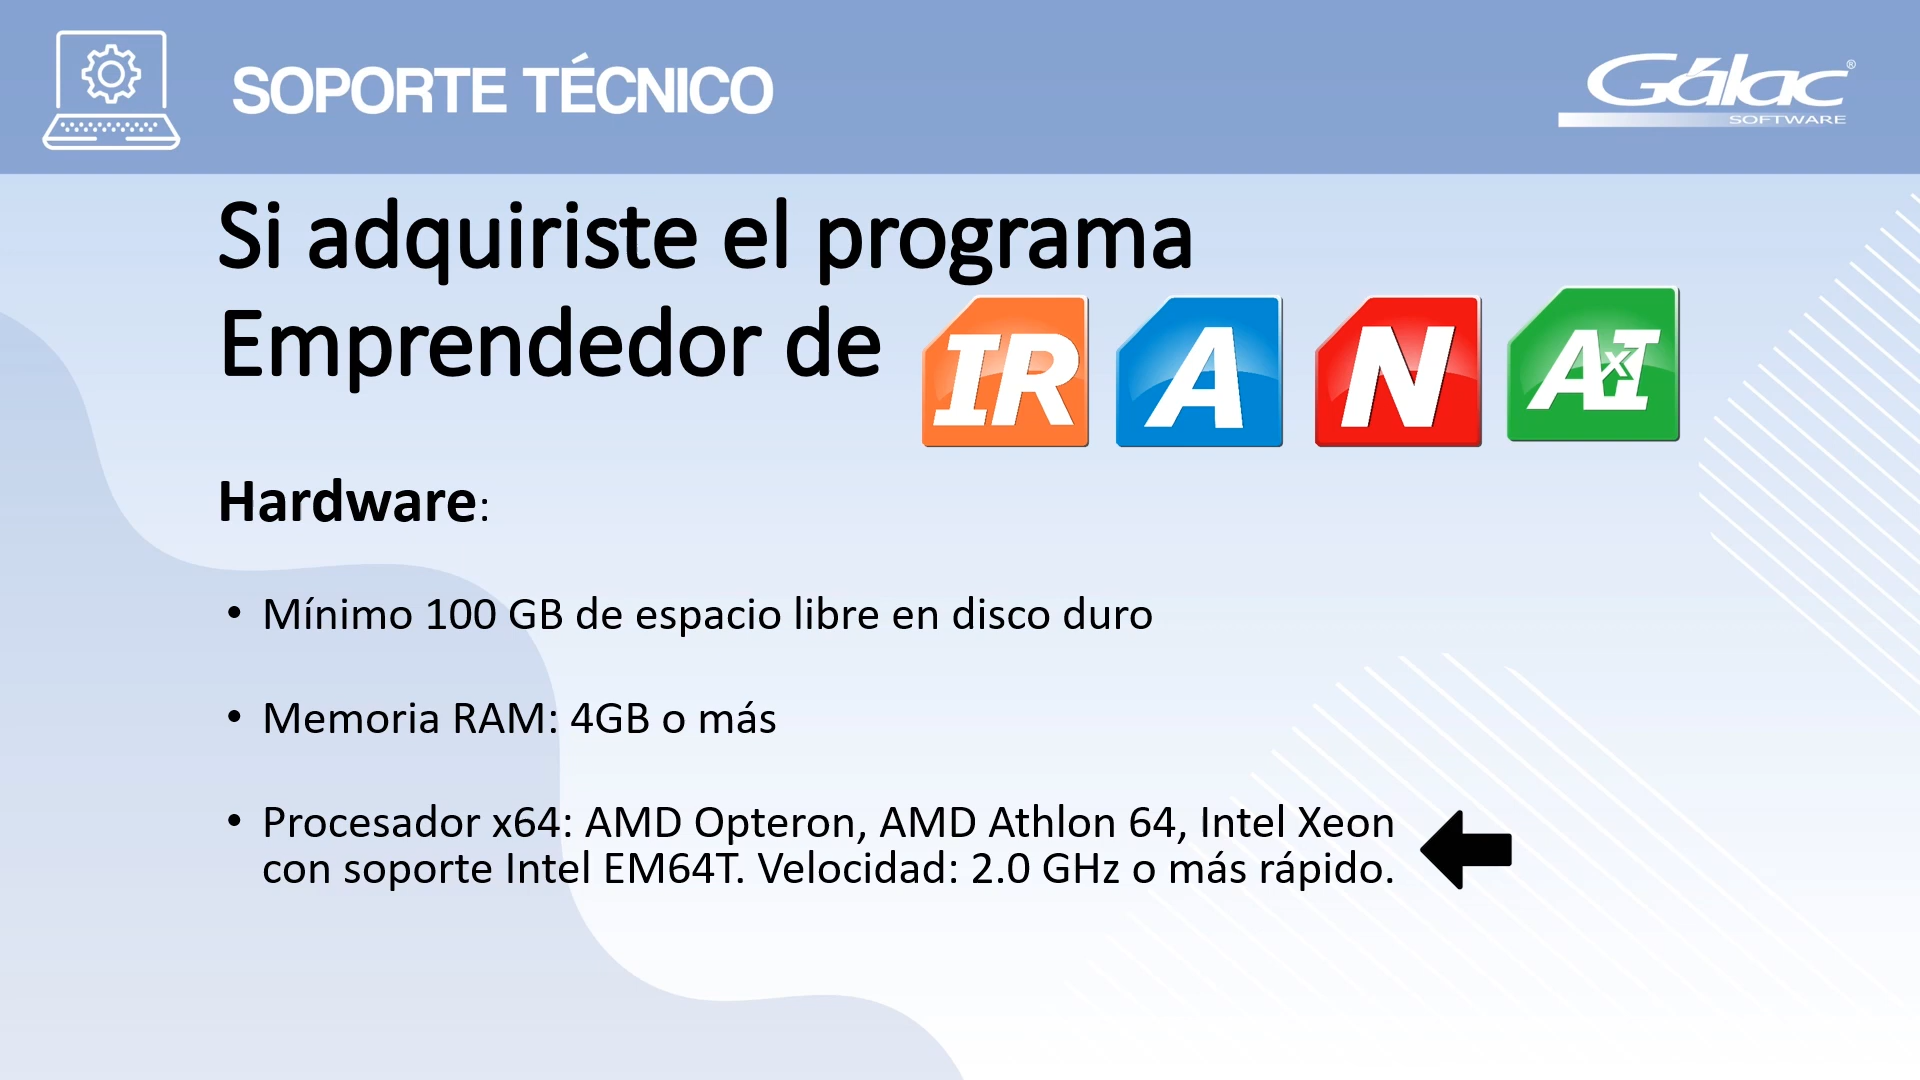 SOPORTE TÉCNICO
Gálac®
SOFTWARE
Si adquiriste el programa
Emprendedor de
IR A N AxI
Hardware:
• Mínimo 100 GB de espacio libre en disco duro
• Memoria RAM: 4GB o más
• Procesador x64: AMD Opteron, AMD Athlon 64, Intel Xeon
con soporte Intel EM64T. Velocidad: 2.0 GHz o más rápido.